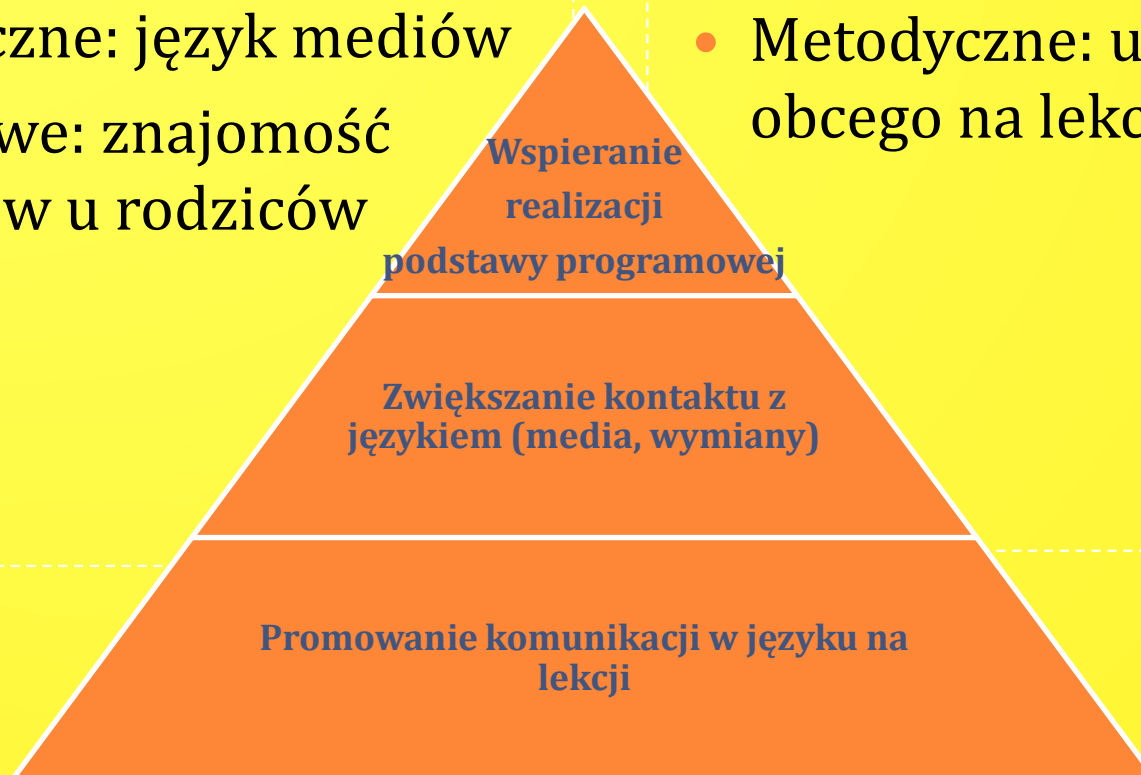 czne: język mediów
we: znajomość
w u rodziców
Metodyczne: u
obcego na lekc
Wspieranie
realizacji
podstawy programowej
Zwiększanie kontaktu z
językiem (media, wymiany)
Promowanie komunikacji w języku na
lekcji